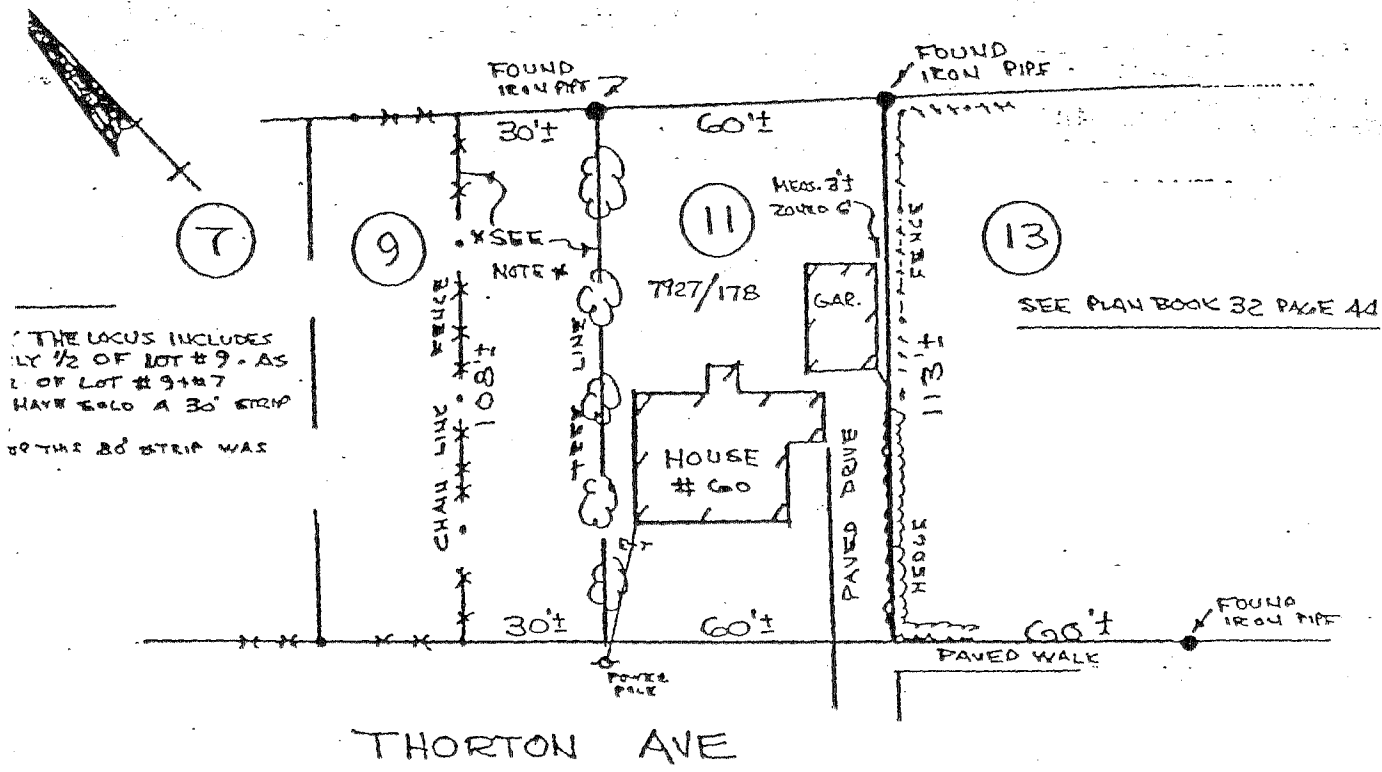 FOUND
IRON PIPE
FOUND
IRON PIPE
30'±
60'±
7
9
*SEE
NOTE *
11
7927/178
MEAS. 3'±
ZONED 6'
GAR.
FENCE
13
SEE PLAN BOOK 32 PAGE 44
THE LOCUS INCLUDES
LY 1/2 OF LOT #9. AS
OF LOT #9+#7
HAVE SOLD A 30' STRIP
THIS 30' STRIP WAS
CHAIN LINK FENCE
108'±
TREE LINE
HOUSE
# 60
PAVED DRIVE
113'±
HEDGE
30'±
60'±
60'±
FOUND
IRON PIPE
PAVED WALK
POWER
POLE
THORTON AVE